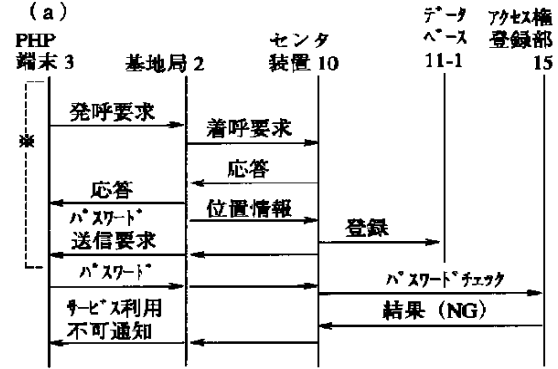 (a)
PHP
端末3
基地局2
センタ
装置10
データ
ベース
11-1
アクセス権
登録部
15
※
発呼要求
着呼要求
応答
応答
位置情報
パスワード
送信要求
登録
パスワード
パスワードチェック
サービス利用
不可通知
結果 (NG)